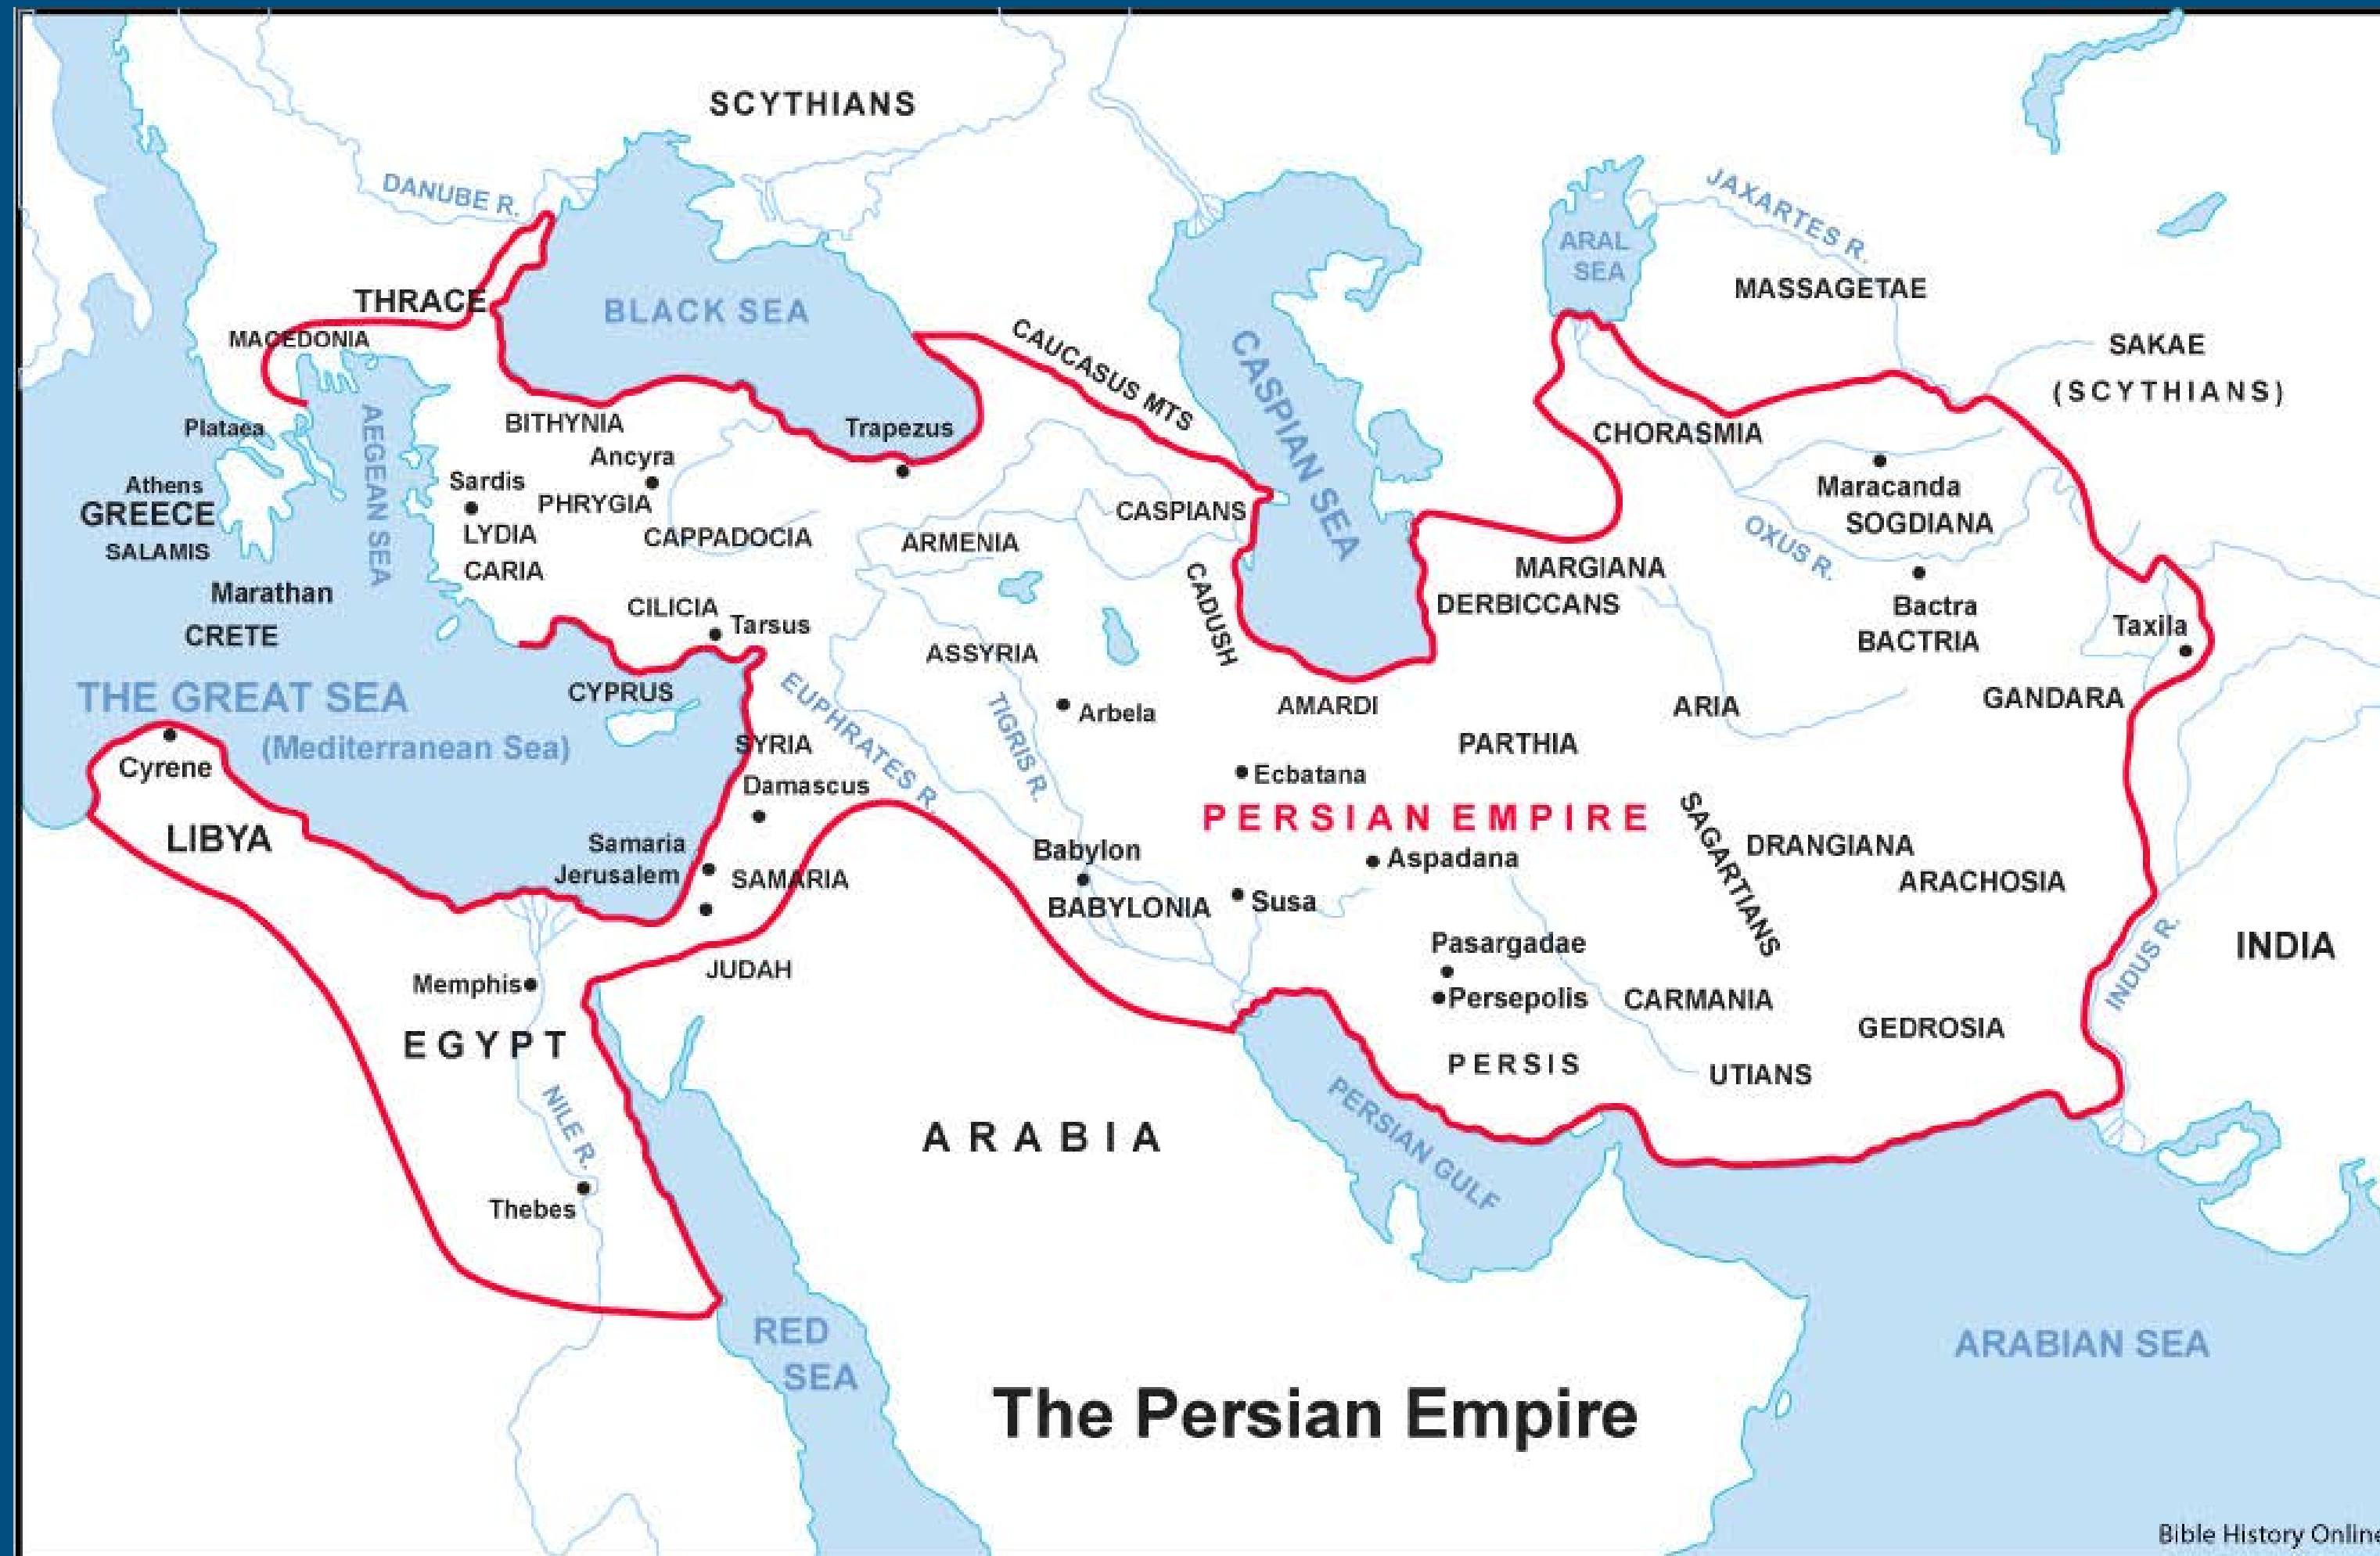 SCYTHIANS
DANUBE R.
JAXARTES R.
ARAL
SEA
MASSAGETAE
THRACE
BLACK SEA
MACEDONIA
CAUCASUS MTS
CASPIAN SEA
SAKAE
(SCYTHIANS)
Plataea
AEGEAN SEA
BITHYNIA
Trapezus
CHORASMIA
Ancyra
Athens
Sardis
PHRYGIA
GREECE
CASPIANS
Maracanda
SOGDIANA
LYDIA
CAPPADOCIA
ARMENIA
OXUS R.
SALAMIS
CARIA
MARGIANA
Marathan
CILICIA
Tarsus
CADUSH
DERBICCANS
Bactra
BACTRIA
Taxila
CRETE
ASSYRIA
THE GREAT SEA
(Mediterranean Sea)
CYPRUS
EUPHRATES R.
TIGRIS R.
Arbela
AMARDI
ARIA
GANDARA
SYRIA
PARTHIA
Cyrene
Damascus
Ecbatana
PERSIAN EMPIRE
LIBYA
Samaria
Jerusalem
SAMARIA
Babylon
BABYLONIA
Aspadana
SAGARTIANS
DRANGIANA
ARACHOSIA
Susa
INDUS R.
INDIA
Pasargadae
JUDAH
Memphis
Persepolis
CARMANIA
EGYPT
GEDROSIA
PERSIS
UTIANS
NILE R.
ARABIA
PERSIAN GULF
Thebes
RED
SEA
ARABIAN SEA
The Persian Empire
Bible History Online